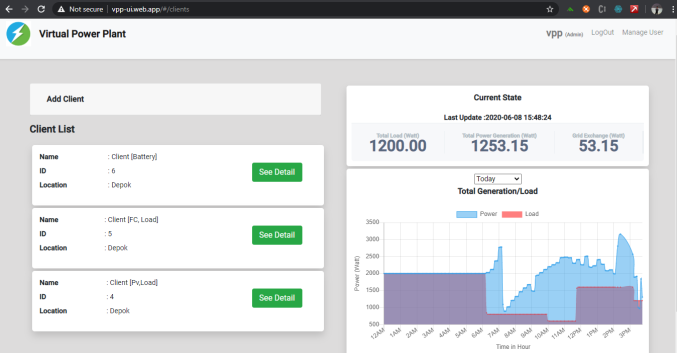 Not secure | vpp-ui.web.app/#/clients
Virtual Power Plant
vpp (Admin) LogOut Manage User
Add Client
Client List
Name : Client [Battery]
ID : 6
Location : Depok
See Detail
Name : Client [FC, Load]
ID : 5
Location : Depok
See Detail
Name : Client [Pv,Load]
ID : 4
Location : Depok
See Detail
Current State
Last Update :2020-06-08 15:48:24
Total Load (Watt) Total Power Generation (Watt) Grid Exchange (Watt)
1200.00 1253.15 53.15
Today
Total Generation/Load
Power Load
3500
3000
2500
2000
1500
1000
500
Power (Watt)
12AM 1AM 2AM 3AM 4AM 5AM 6AM 7AM 8AM 9AM 10AM 11AM 12PM 1PM 2PM 3PM
Time in Hour